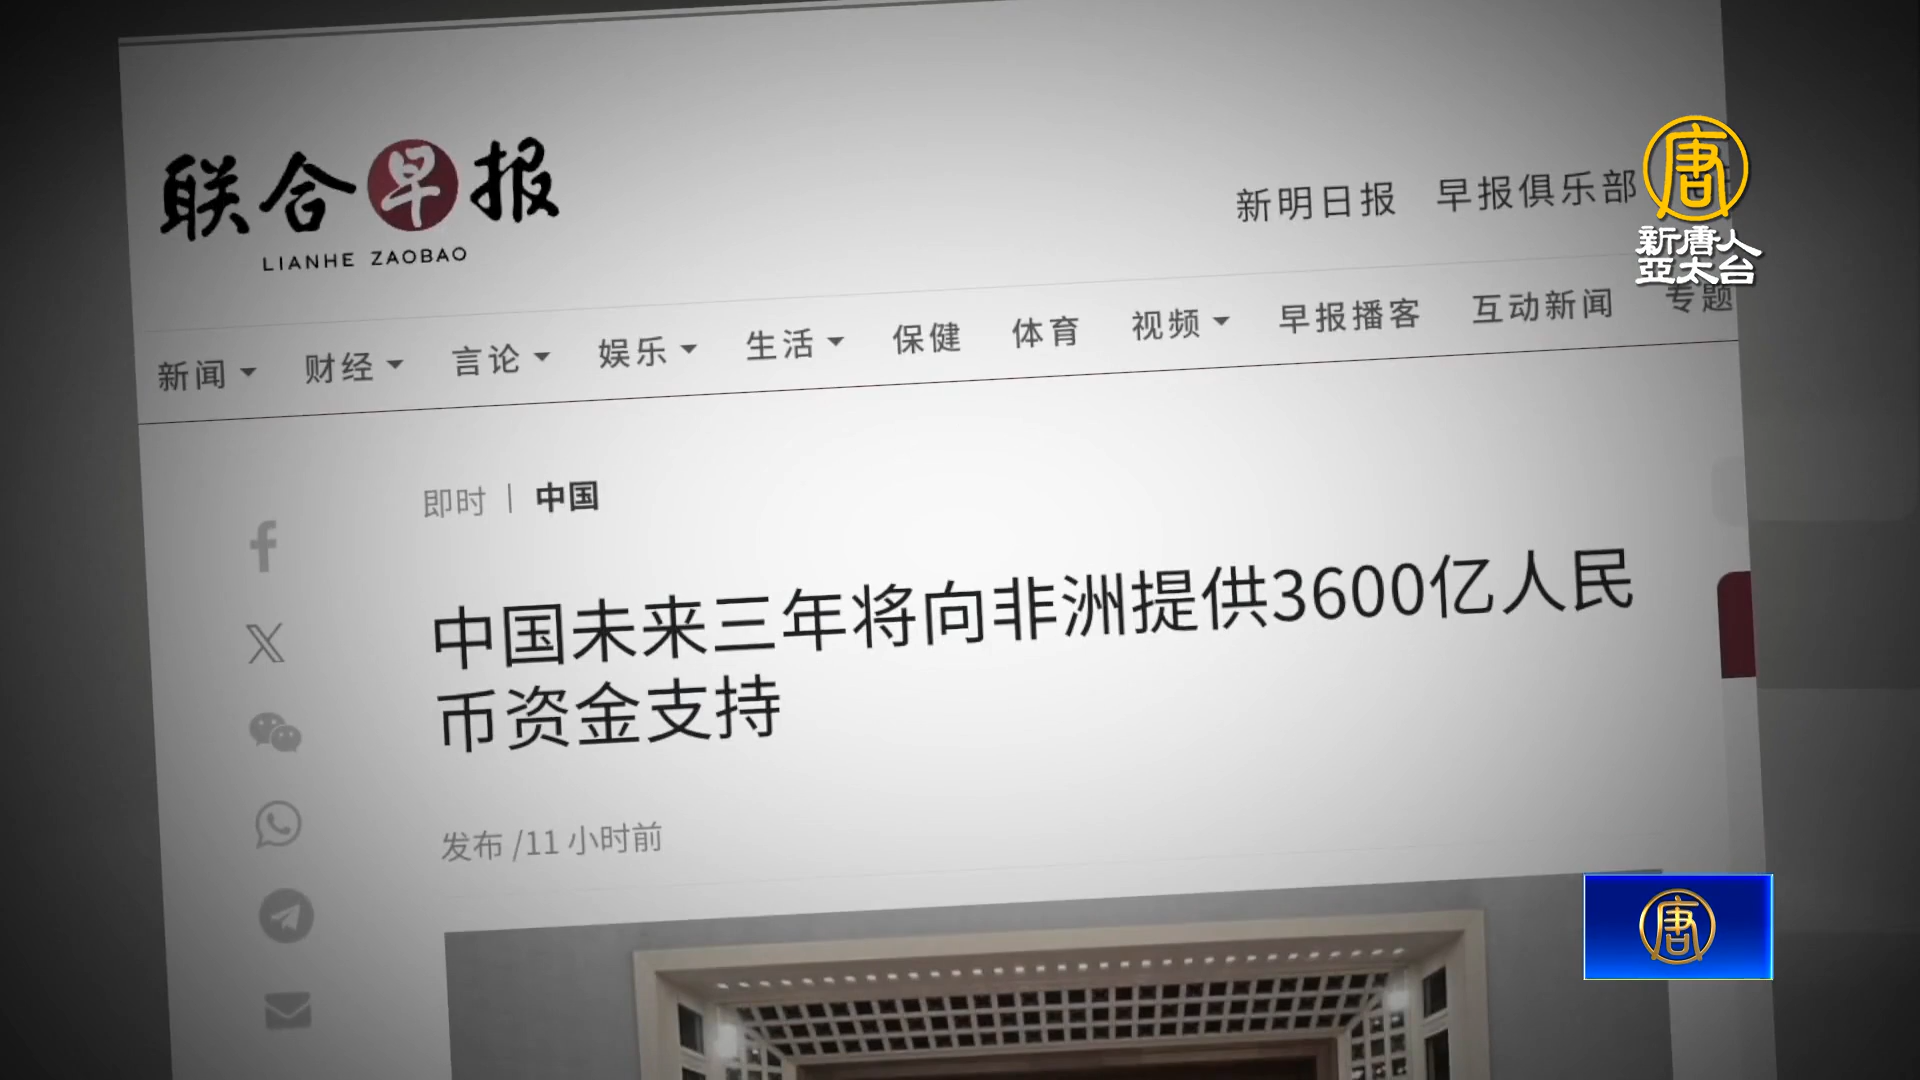 联合早报
LIANHE ZAOBAO
新明日报 早报俱乐部
唐
新唐人
亞太台
新闻 财经 言论 娱乐 生活 保健 体育 视频 早报播客 互动新闻 专题
即时 | 中国
中国未来三年将向非洲提供3600亿人民
币资金支持
发布 /11 小时前
唐